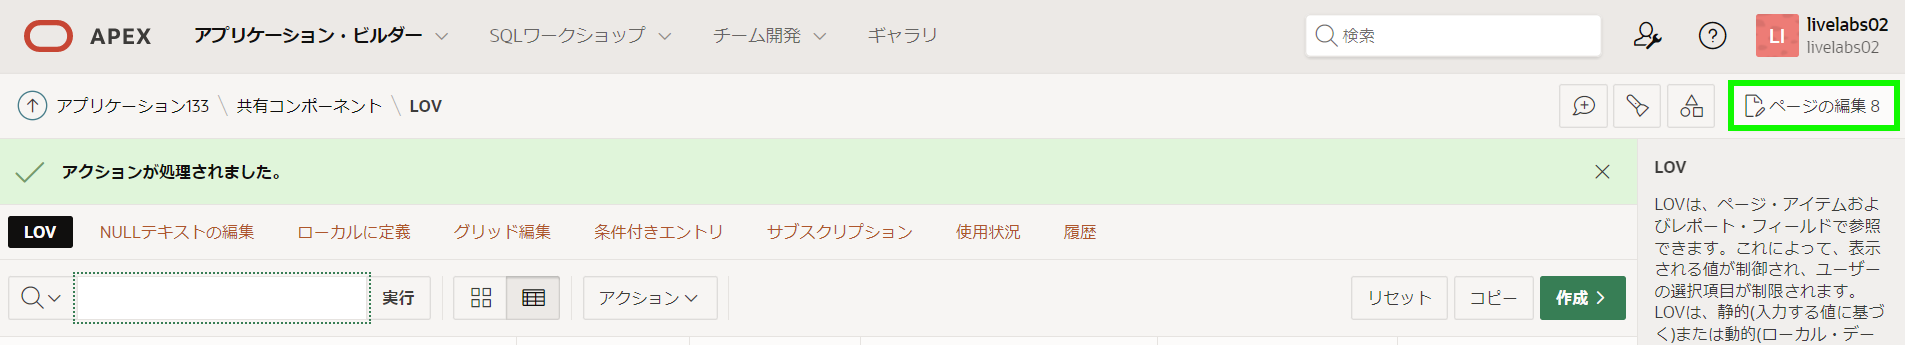 APEX アプリケーション・ビルダー SQLワークショップ チーム開発 ギャラリ 検索 LI livelabs02
livelabs02
アプリケーション133 \ 共有コンポーネント \ LOV ページの編集 8
アクションが処理されました。
LOV NULLテキストの編集 ローカルに定義 グリッド編集 条件付きエントリ サブスクリプション 使用状況 履歴
実行 アクション リセット コピー 作成
LOV
LOVは、ページ・アイテムおよ
びレポート・フィールドで参照
できます。これによって、表示
される値が制御され、ユーザー
の選択項目が制限されます。
LOVは、静的(入力する値に基づ
く)または動的(ローカル・デー